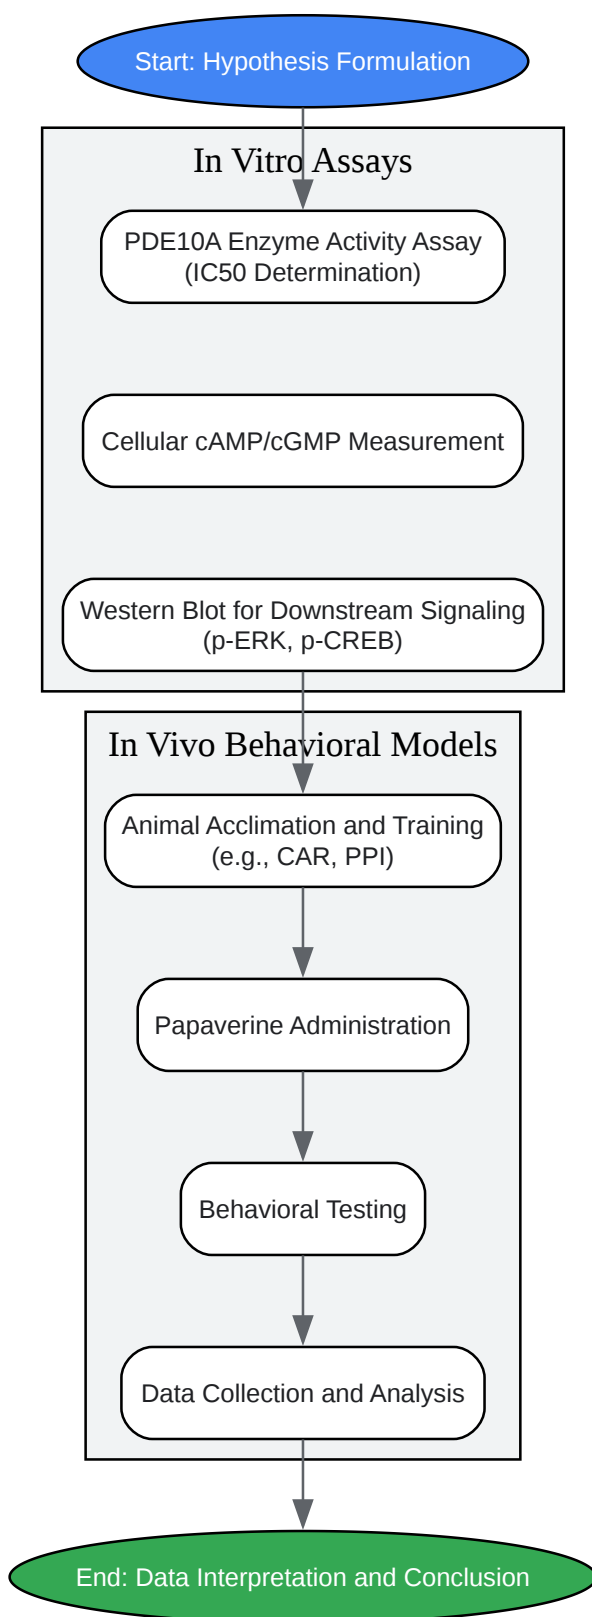 Start: Hypothesis Formulation
In Vitro Assays
PDE10A Enzyme Activity Assay
(IC50 Determination)
Cellular cAMP/cGMP Measurement
Western Blot for Downstream Signaling
(p-ERK, p-CREB)
In Vivo Behavioral Models
Animal Acclimation and Training
(e.g., CAR, PPI)
Papaverine Administration
Behavioral Testing
Data Collection and Analysis
End: Data Interpretation and Conclusion